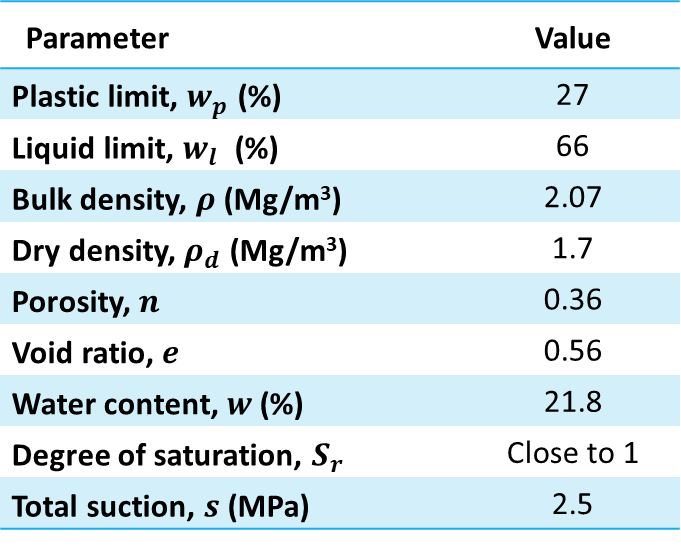 Parameter Value
Plastic limit, w_p (%) 27
Liquid limit, w_l (%) 66
Bulk density, ρ (Mg/m³) 2.07
Dry density, ρ_d (Mg/m³) 1.7
Porosity, n 0.36
Void ratio, e 0.56
Water content, w (%) 21.8
Degree of saturation, S_r Close to 1
Total suction, s (MPa) 2.5